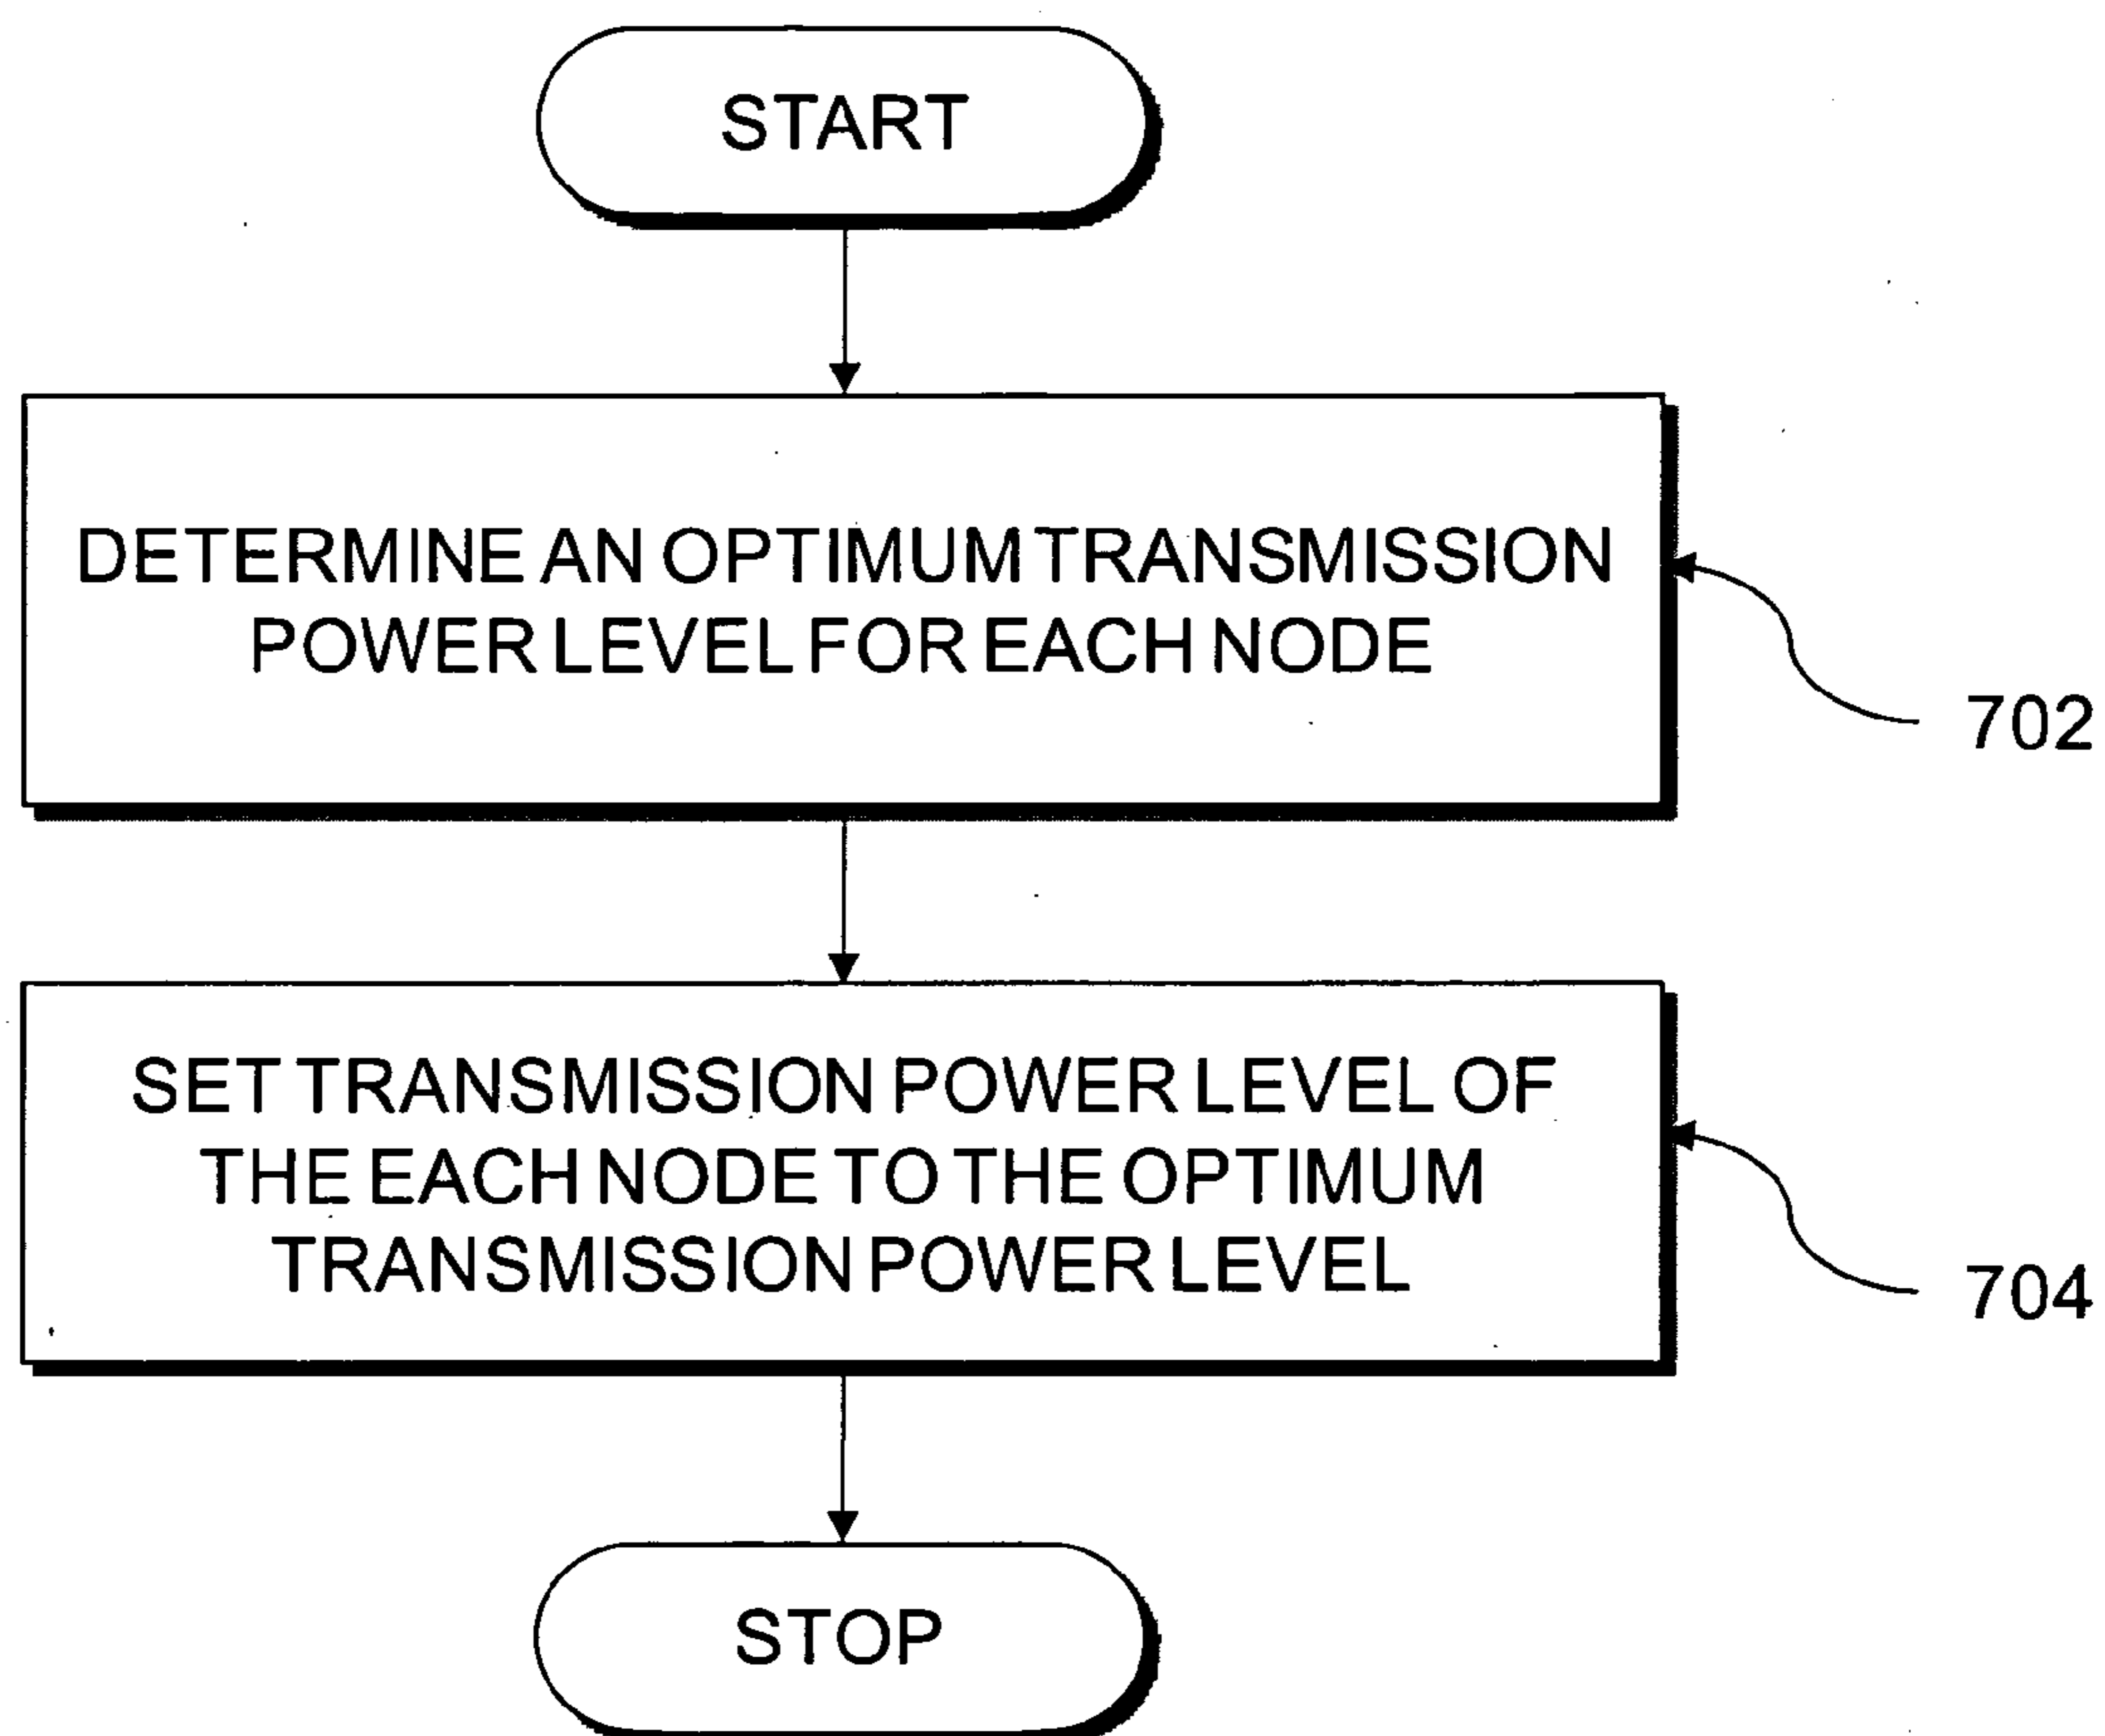 START
DETERMINE AN OPTIMUM TRANSMISSION
POWER LEVEL FOR EACH NODE
702
SET TRANSMISSION POWER LEVEL OF
THE EACH NODE TO THE OPTIMUM
TRANSMISSION POWER LEVEL
704
STOP